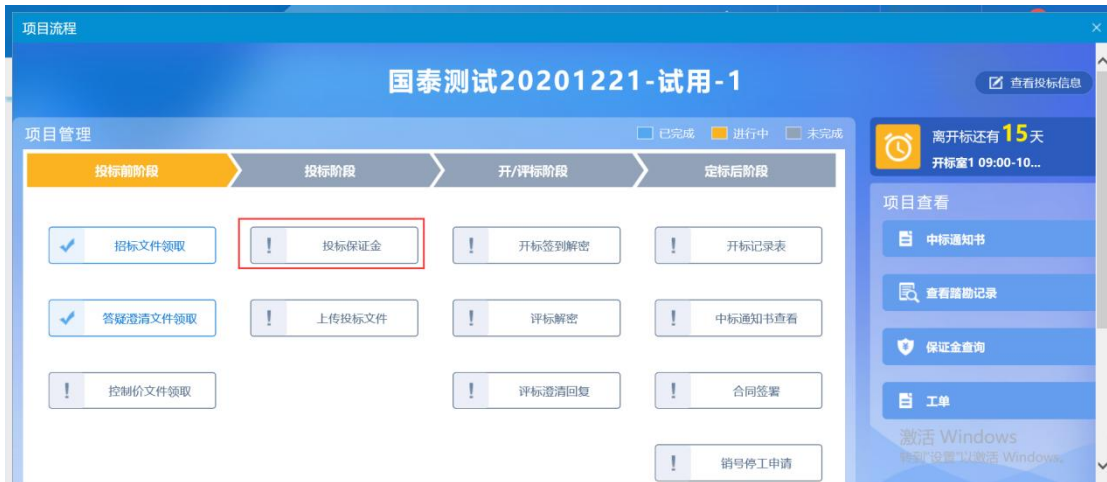 项目流程
国泰测试20201221-试用-1
查看投标信息
项目管理
已完成 进行中 未完成
投标前阶段 投标阶段 开/评标阶段 定标后阶段
招标文件领取 投标保证金 开标签到解密 开标记录表
答疑澄清文件领取 上传投标文件 评标解密 中标通知书查看
控制价文件领取 评标澄清回复 合同签署
销号停工申请
离开标还有15天
开标室1 09:00-10...
项目查看
中标通知书
查看踏勘记录
保证金查询
工单
激活 Windows
转到"设置"以激活 Windows。